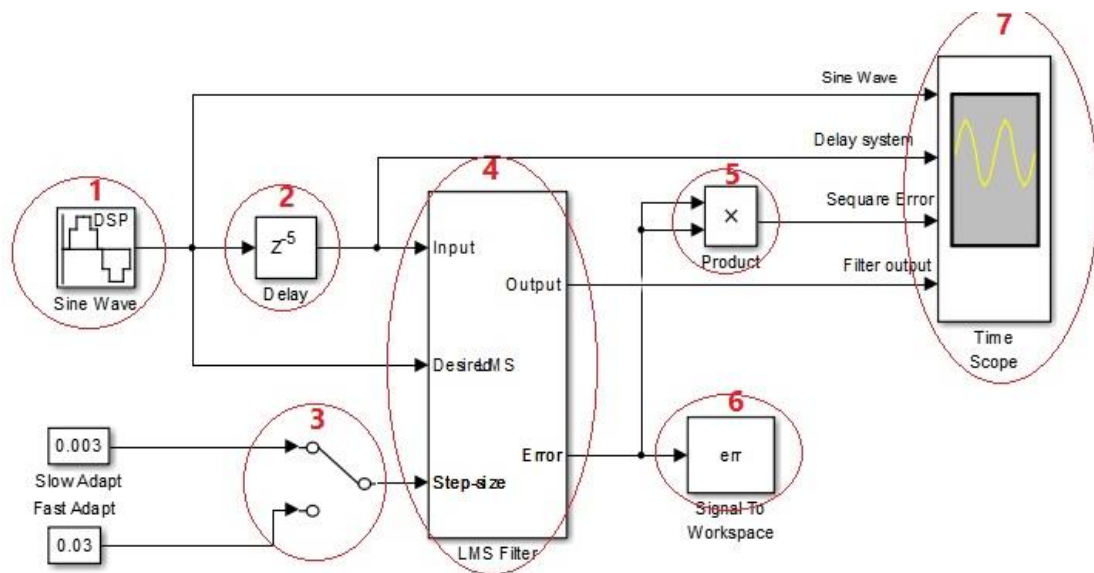 7
Sine Wave
Delay system
4
5
1
2
DSP
×
Sequare Error
Z-5
Input
Product
Filter output
Sine Wave
Delay
Output
Time
Scope
Desired
LMS
3
6
0.003
err
Error
Slow Adapt
Step-size
Fast Adapt
Signal To
Workspace
0.03
LMS Filter